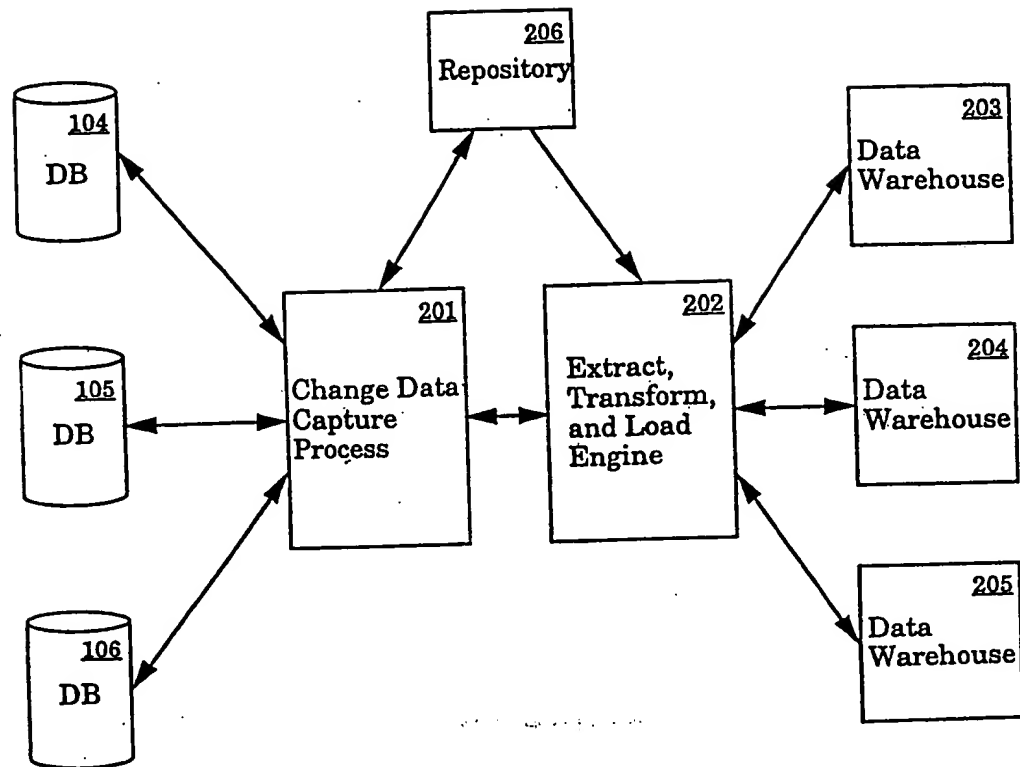 206
Repository
104
DB
203
Data
Warehouse
201
Change Data
Capture
Process
202
Extract,
Transform,
and Load
Engine
105
DB
204
Data
Warehouse
106
DB
205
Data
Warehouse